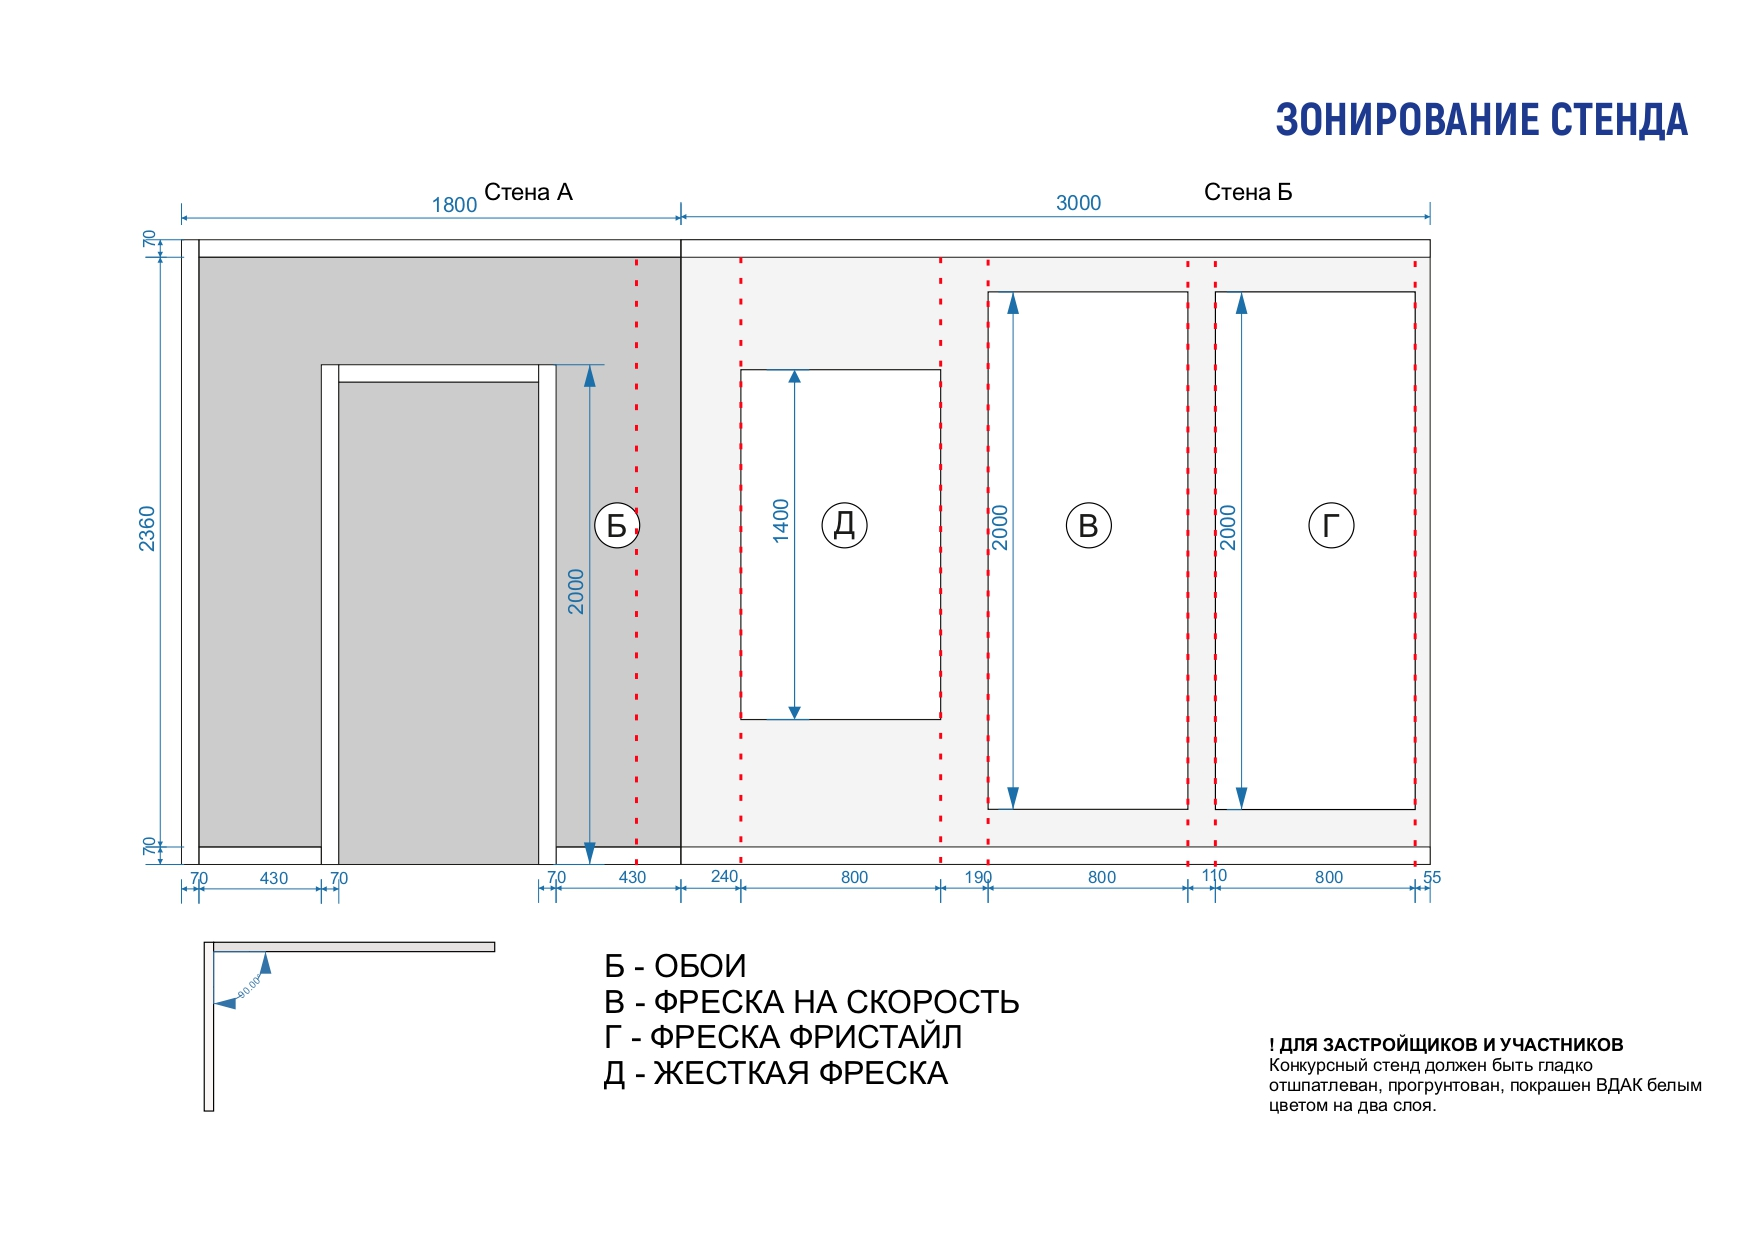 ЗОНИРОВАНИЕ СТЕНДА
Стена А
Стена Б
1800
3000
70
2360
70
2000
Б
1400
Д
2000
В
2000
Г
70
430
70
70
430
240
800
190
800
110
800
55
90.00°
Б - ОБОИ
В - ФРЕСКА НА СКОРОСТЬ
Г - ФРЕСКА ФРИСТАЙЛ
Д - ЖЕСТКАЯ ФРЕСКА
! ДЛЯ ЗАСТРОЙЩИКОВ И УЧАСТНИКОВ
Конкурсный стенд должен быть гладко
отшпатлеван, прогрунтован, покрашен ВДАК белым
цветом на два слоя.